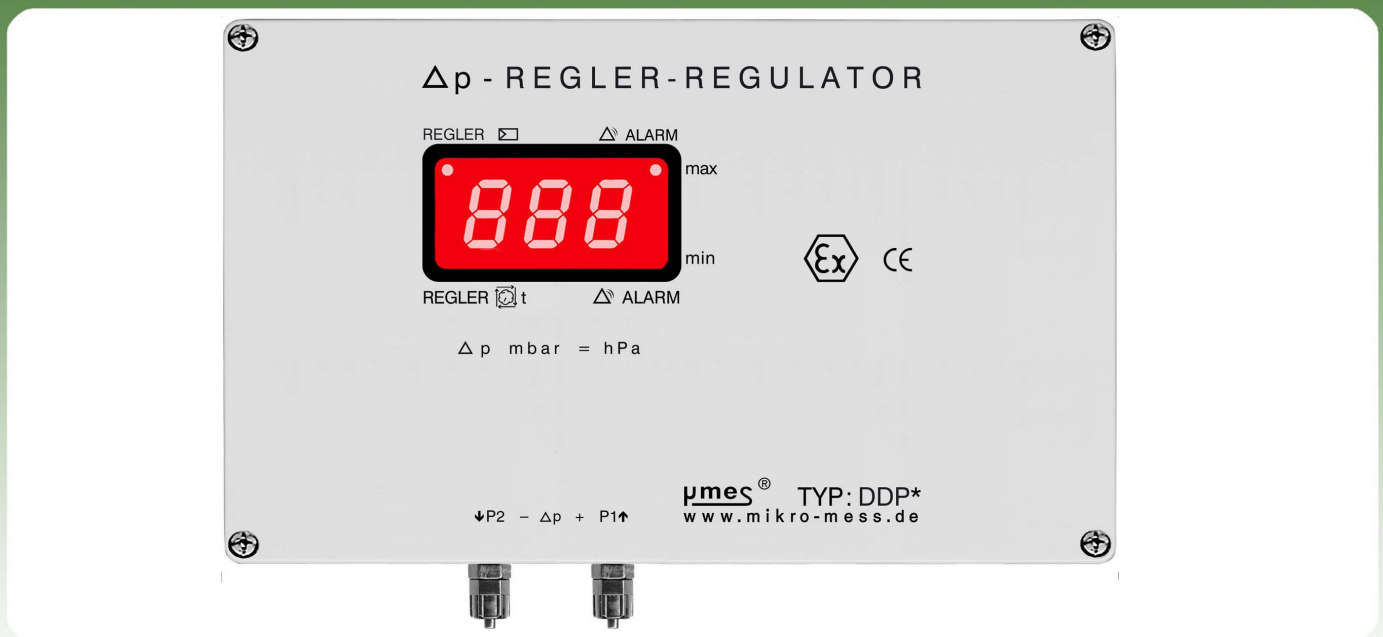 Δp - REGLER-REGULATOR
REGLER ALARM
max
888
min
Ex CE
REGLER t ALARM
Δ p mbar = hPa
µmes ® TYP: DDP*
www.mikro-mess.de
↓P2 − Δp + P1↑